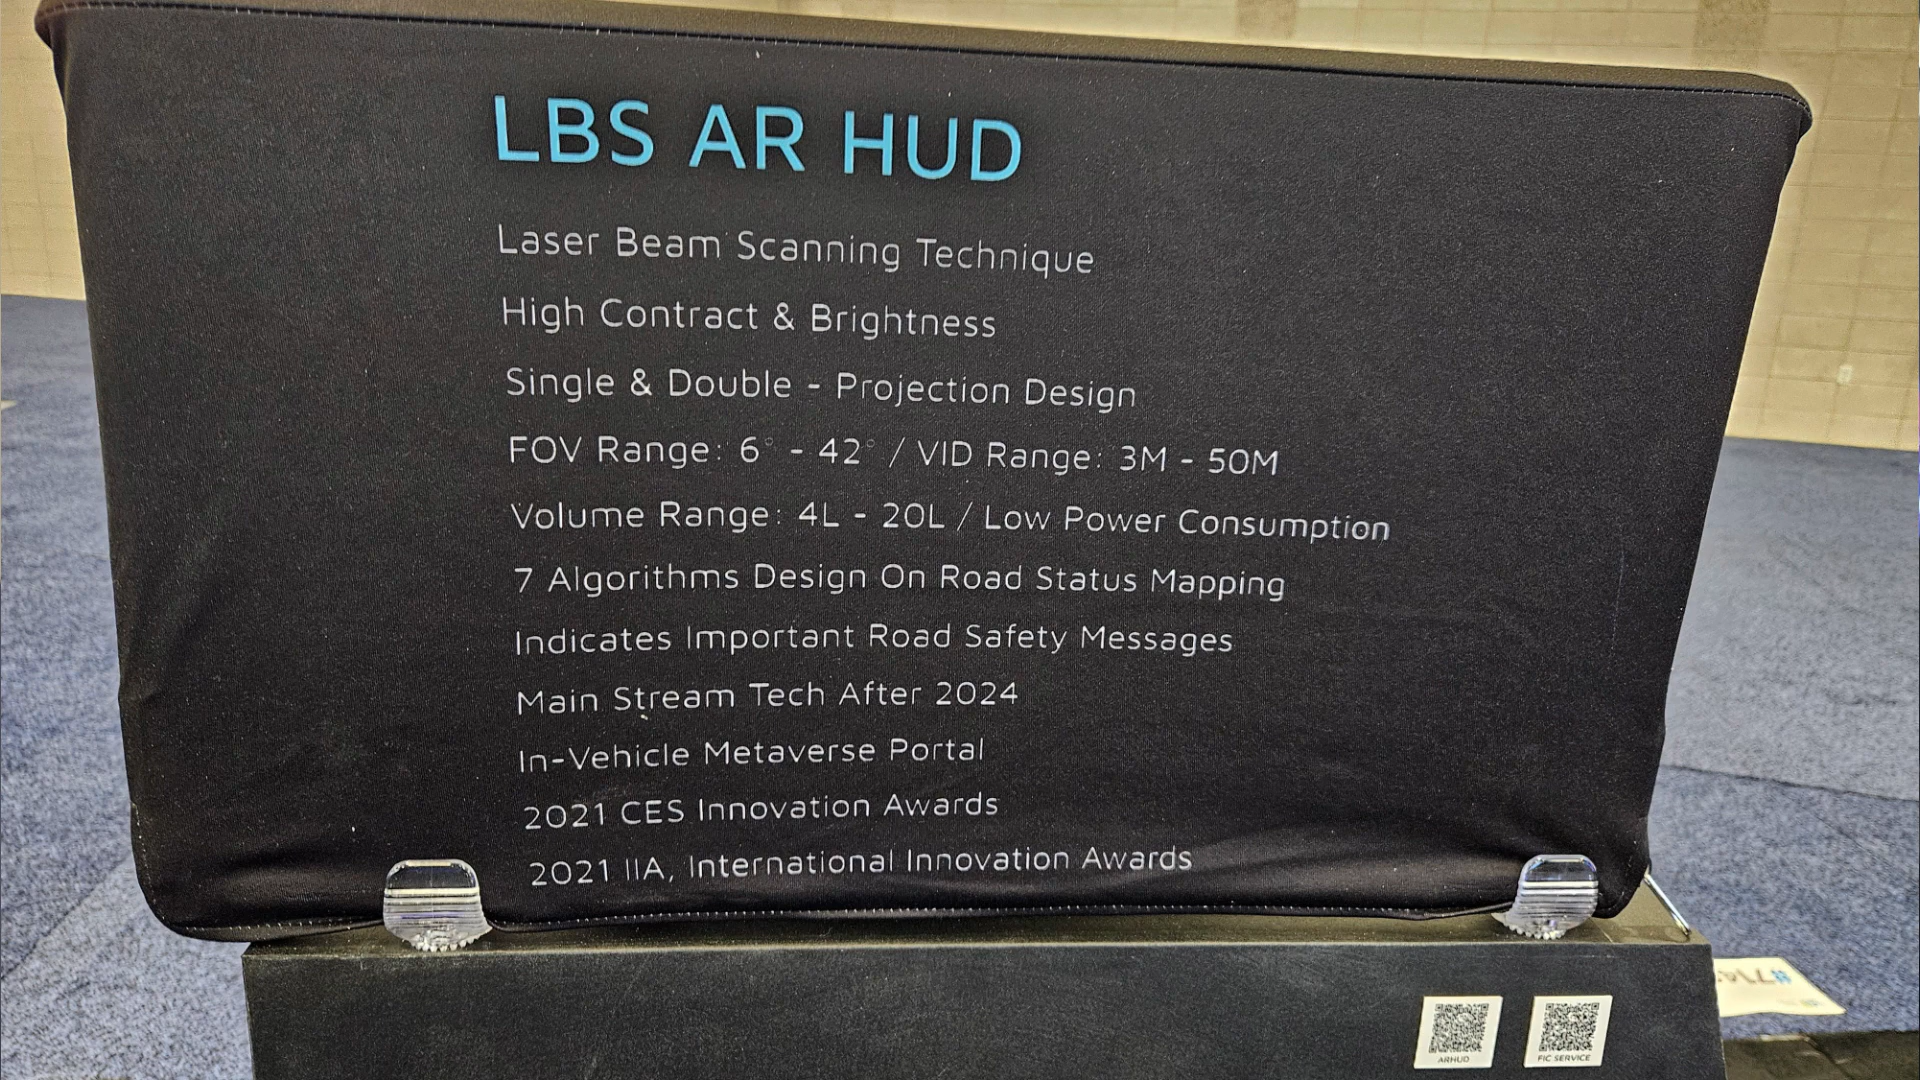 LBS AR HUD
Laser Beam Scanning Technique
High Contract & Brightness
Single & Double - Projection Design
FOV Range: 6° - 42° / VID Range: 3M - 50M
Volume Range: 4L - 20L / Low Power Consumption
7 Algorithms Design On Road Status Mapping
Indicates Important Road Safety Messages
Main Stream Tech After 2024
In-Vehicle Metaverse Portal
2021 CES Innovation Awards
2021 IIA, International Innovation Awards
ARHUD
FIC SERVICE